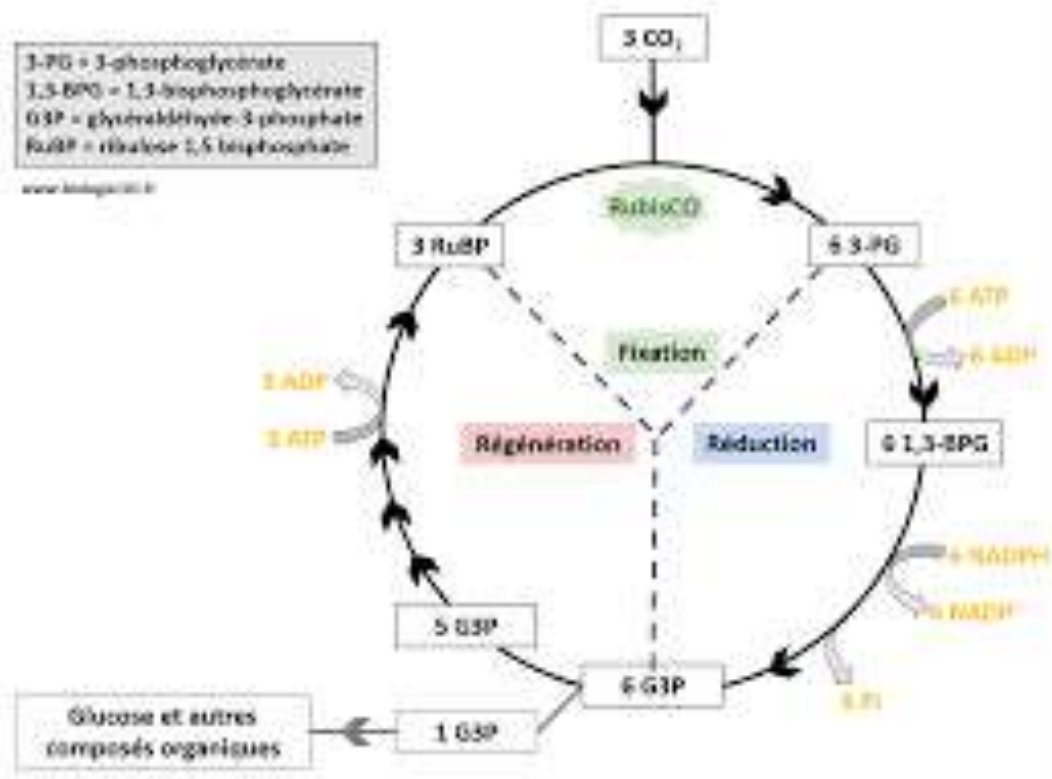 3-PG = 3-phosphoglycérate
1,3-BPG = 1,3-bisphosphoglycérate
G3P = glycéraldéhyde-3-phosphate
RuBP = ribulose 1,5 bisphosphate
3 CO₂
RubisCO
3 RuBP
6 3-PG
6 ATP
Fixation
6 ADP
3 ADP
3 ATP
Régénération
Réduction
6 1,3-BPG
6 NADPH
6 NADP⁺
5 G3P
6 G3P
6 Pi
Glucose et autres
composés organiques
1 G3P